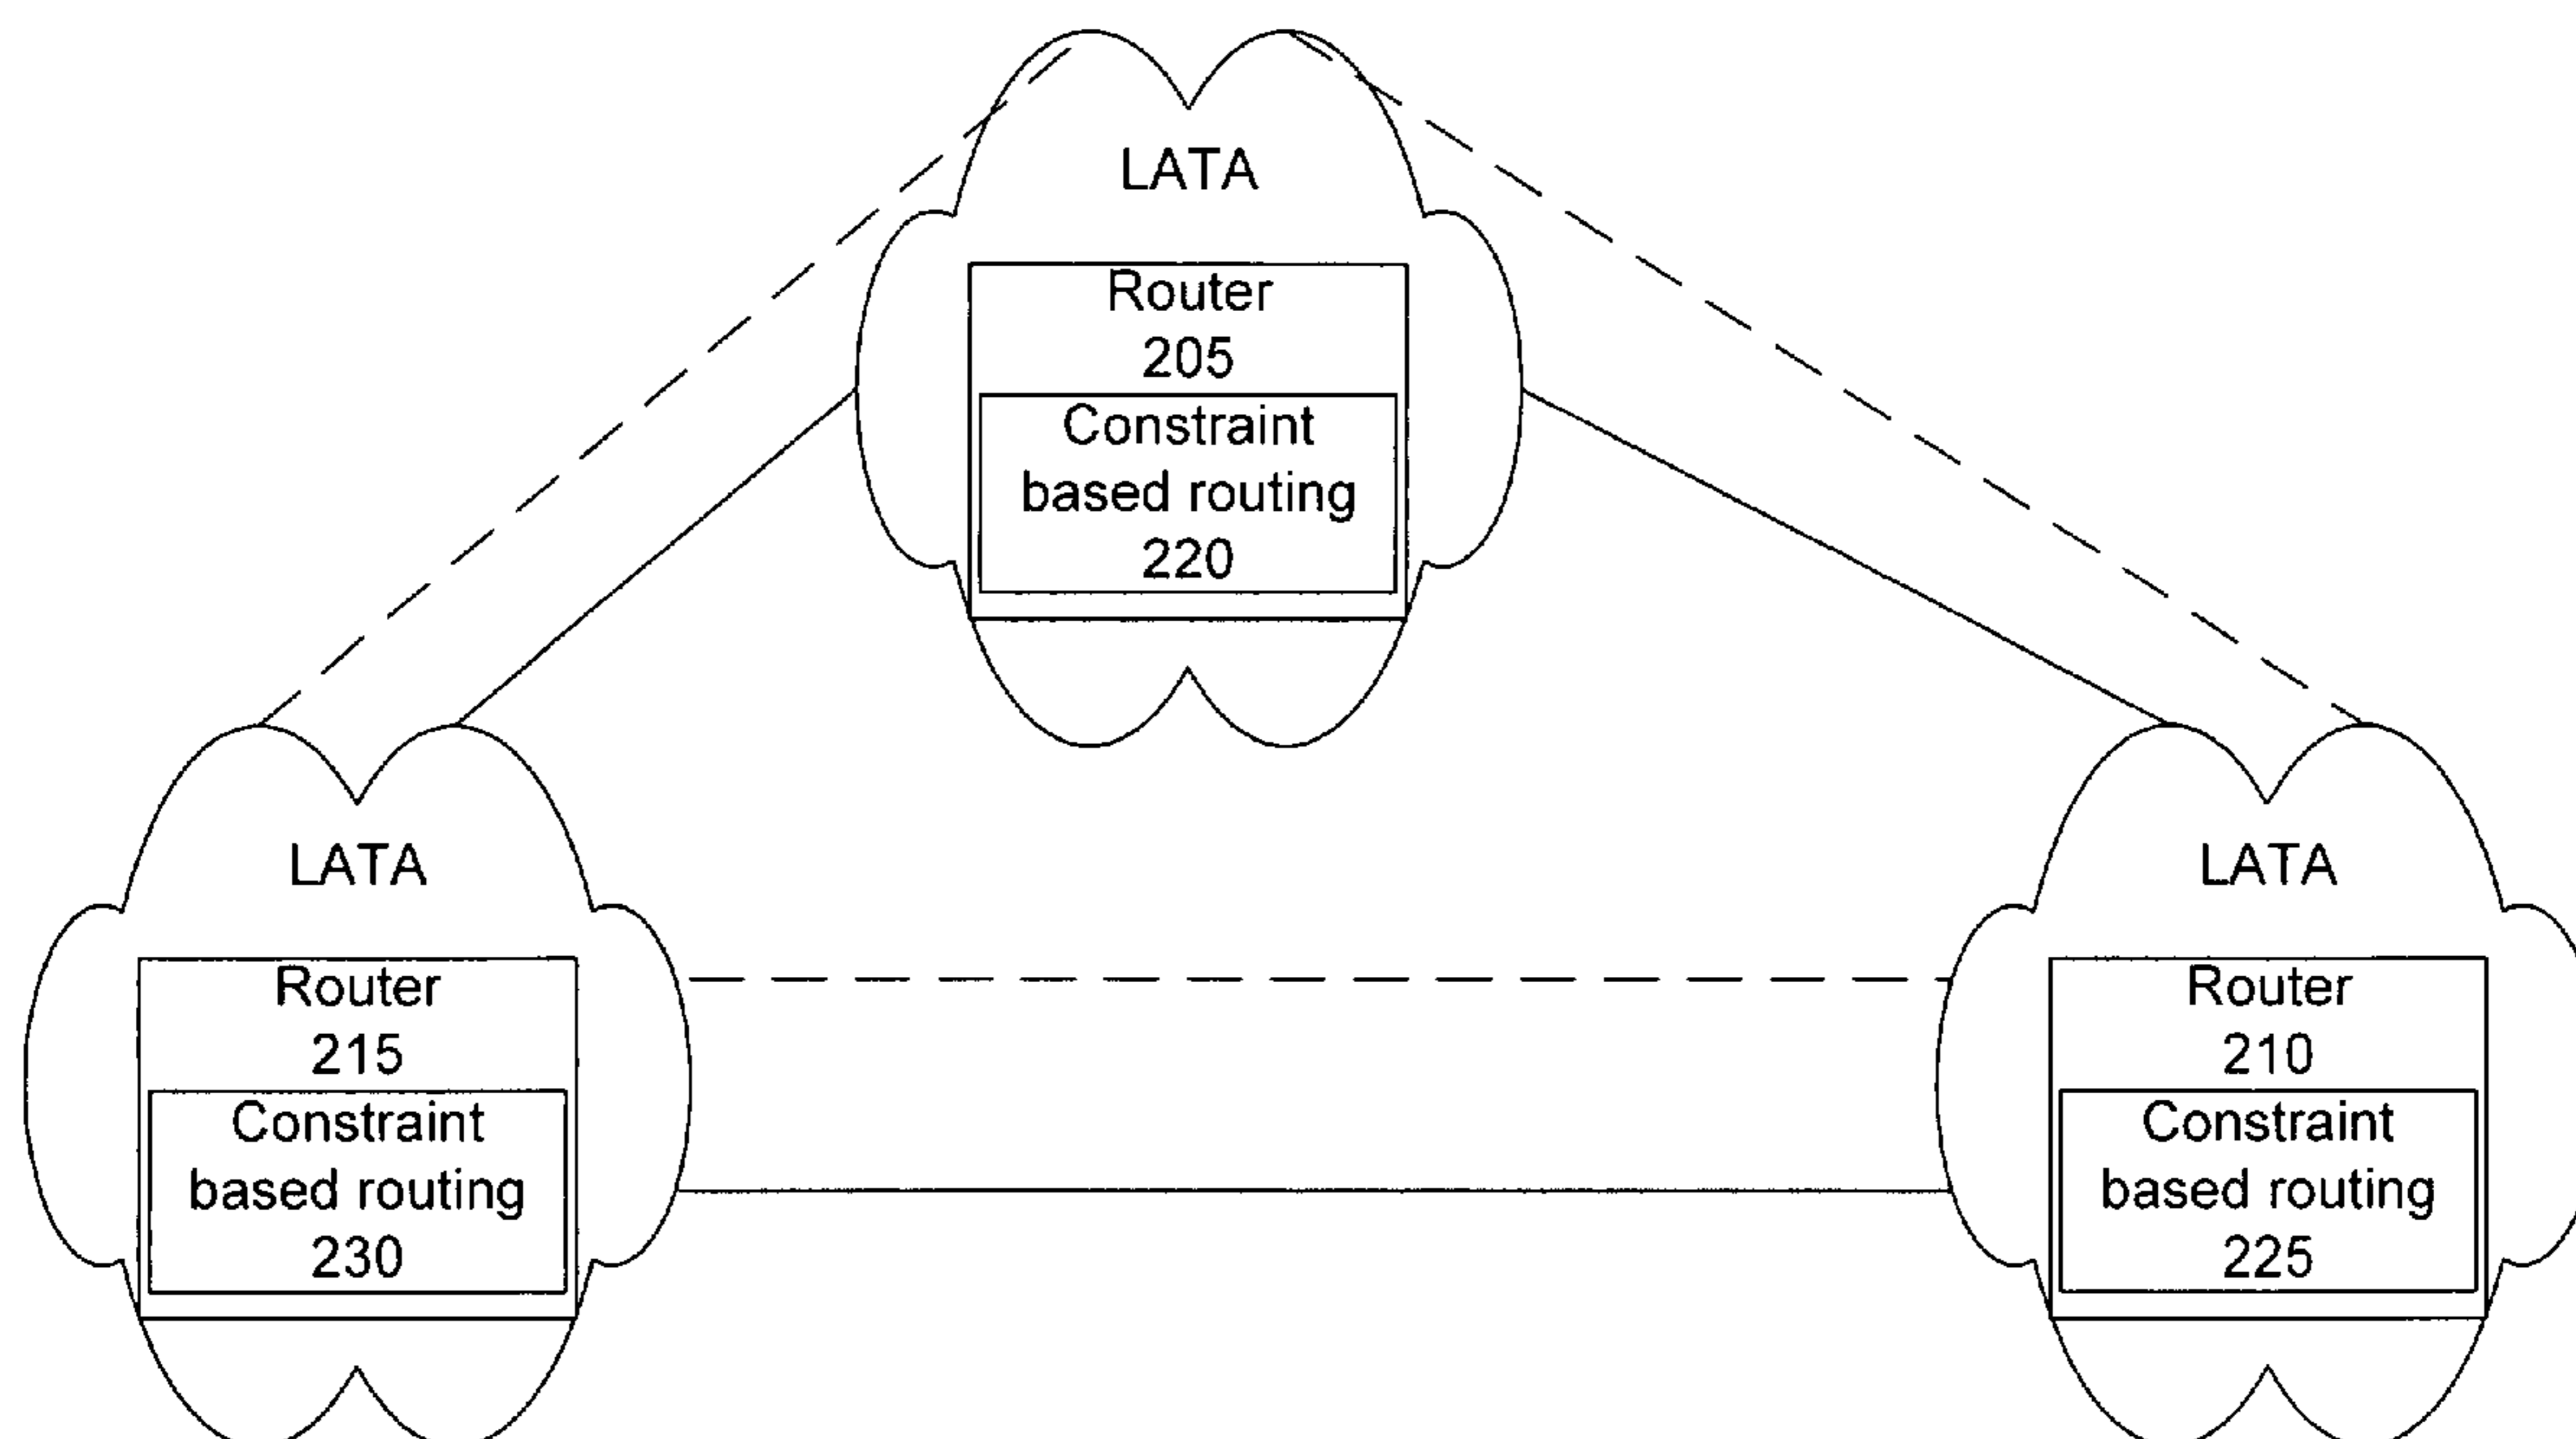 LATA
Router
205
Constraint
based routing
220
LATA
Router
215
Constraint
based routing
230
LATA
Router
210
Constraint
based routing
225